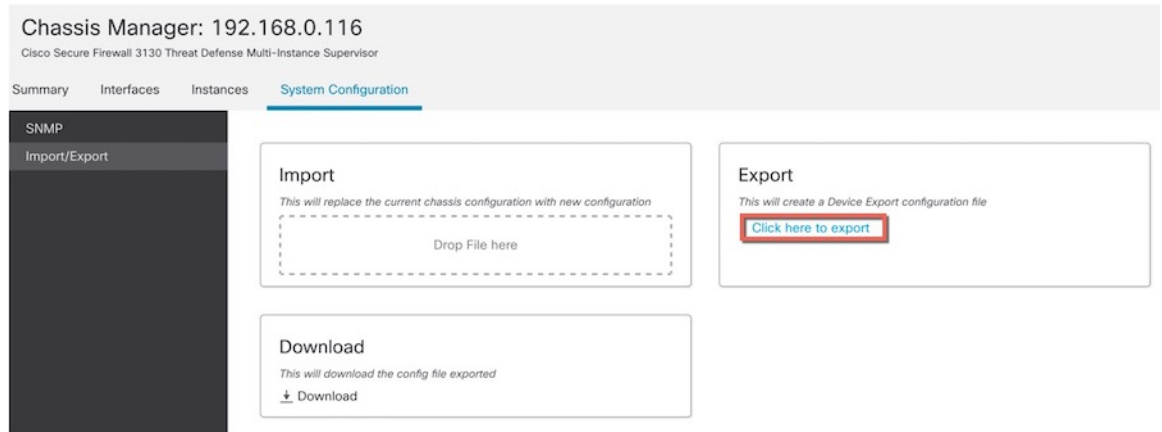 Chassis Manager: 192.168.0.116
Cisco Secure Firewall 3130 Threat Defense Multi-Instance Supervisor
Summary Interfaces Instances System Configuration
SNMP
Import/Export
Import
This will replace the current chassis configuration with new configuration
Drop File here
Export
This will create a Device Export configuration file
Click here to export
Download
This will download the config file exported
Download